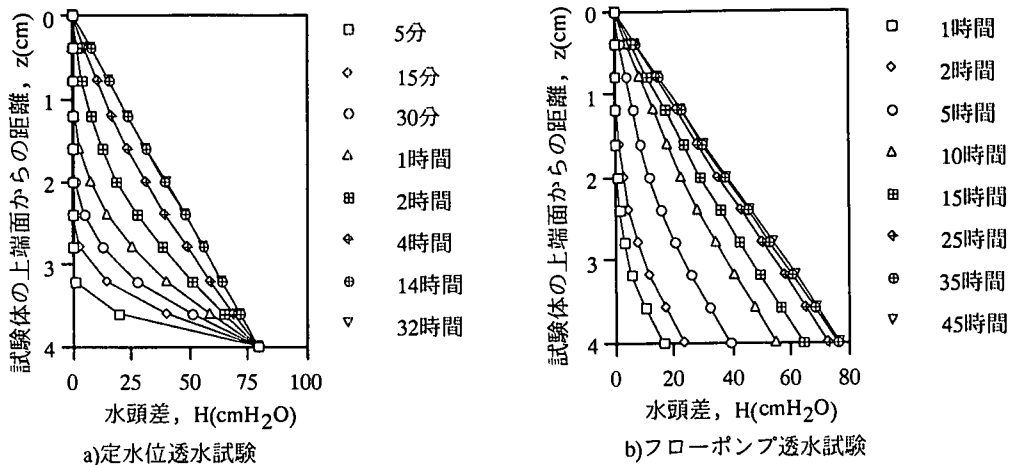 試験体の上端面からの距離，z(cm)
0
1
2
3
4
0 25 50 75 100
水頭差，H(cmH₂O)
a)定水位透水試験
5分
15分
30分
1時間
2時間
4時間
14時間
32時間
試験体の上端面からの距離，z(cm)
0
1
2
3
4
0 20 40 60 80
水頭差，H(cmH₂O)
b)フローポンプ透水試験
1時間
2時間
5時間
10時間
15時間
25時間
35時間
45時間